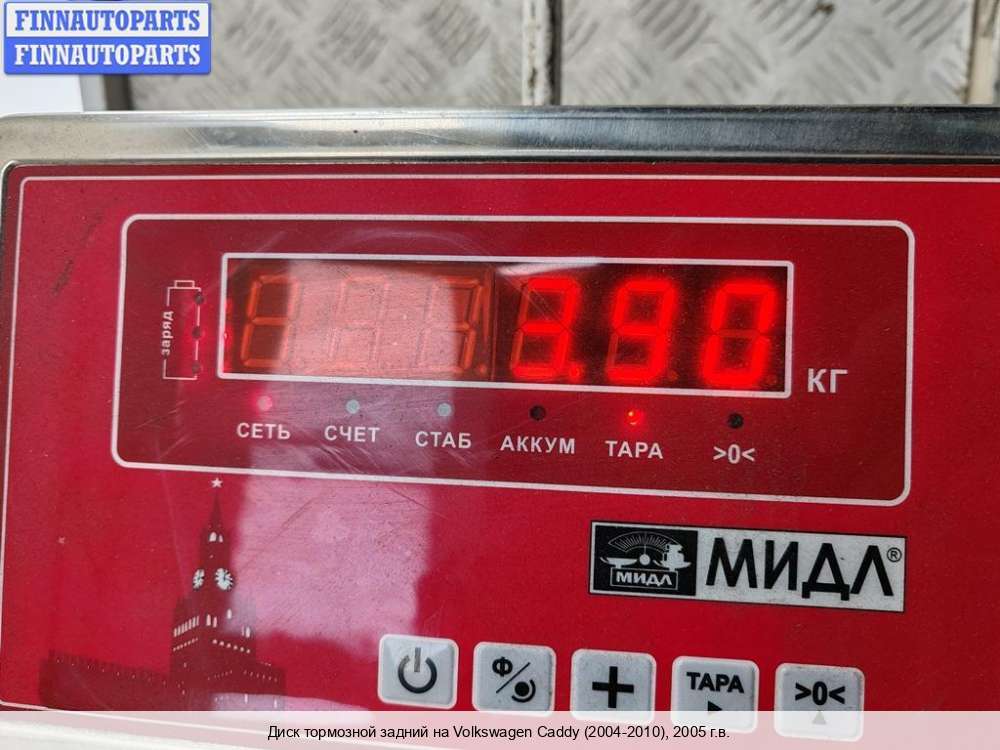 FINNAUTOPARTS
FINNAUTOPARTS
заряд
3.90
КГ
СЕТЬ СЧЕТ СТАБ АККУМ ТАРА >0<
МИДЛ
МИДЛ®
Ф
ТАРА
>0<
Диск тормозной задний на Volkswagen Caddy (2004-2010), 2005 г.в.